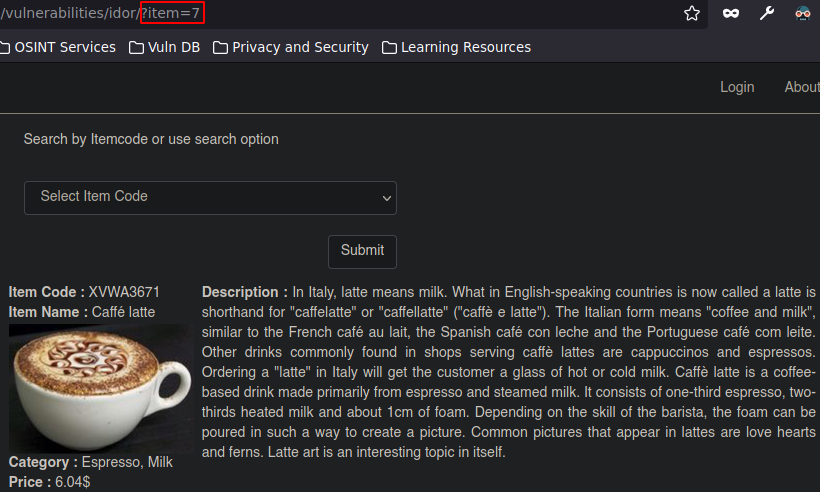 /vulnerabilities/idor/?item=7
OSINT Services Vuln DB Privacy and Security Learning Resources
Login About
Search by Itemcode or use search option
Select Item Code
Submit
Item Code : XVWA3671
Item Name : Caffé latte
Category : Espresso, Milk
Price : 6.04$
Description : In Italy, latte means milk. What in English-speaking countries is now called a latte is
shorthand for "caffelatte" or "caffellatte" ("caffè e latte"). The Italian form means "coffee and milk",
similar to the French café au lait, the Spanish café con leche and the Portuguese café com leite.
Other drinks commonly found in shops serving caffè lattes are cappuccinos and espressos.
Ordering a "latte" in Italy will get the customer a glass of hot or cold milk. Caffè latte is a coffee-
based drink made primarily from espresso and steamed milk. It consists of one-third espresso, two-
thirds heated milk and about 1cm of foam. Depending on the skill of the barista, the foam can be
poured in such a way to create a picture. Common pictures that appear in lattes are love hearts
and ferns. Latte art is an interesting topic in itself.